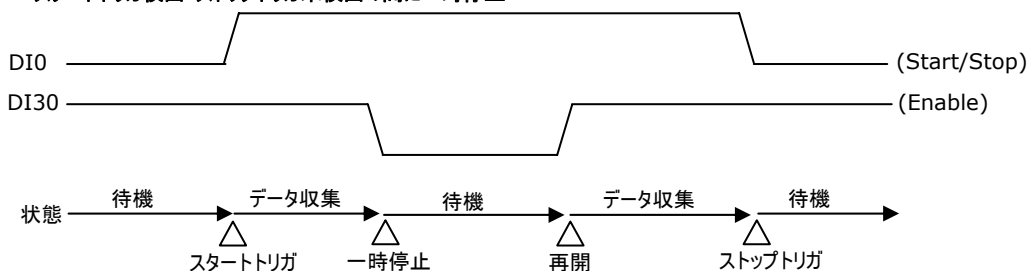 DI0 (Start/Stop)
DI30 (Enable)
状態 待機 データ収集 待機 データ収集 待機
スタートトリガ 一時停止 再開 ストップトリガ